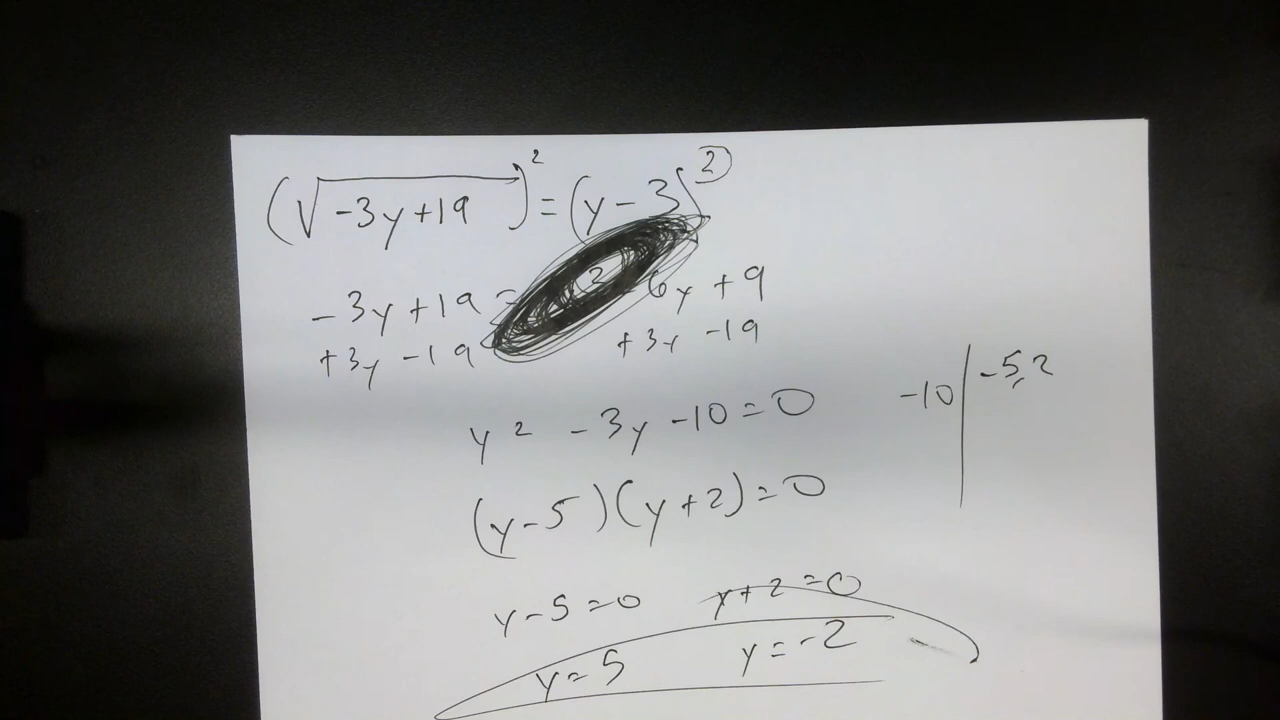 (√-3y+19)² = (y-3)²
-3y+19 = ² 6y+9
+3y -19 +3y -19
y² -3y -10=0
-10 | -5,2
(y-5)(y+2)=0
y-5=0 y+2=0
y=5 y=-2